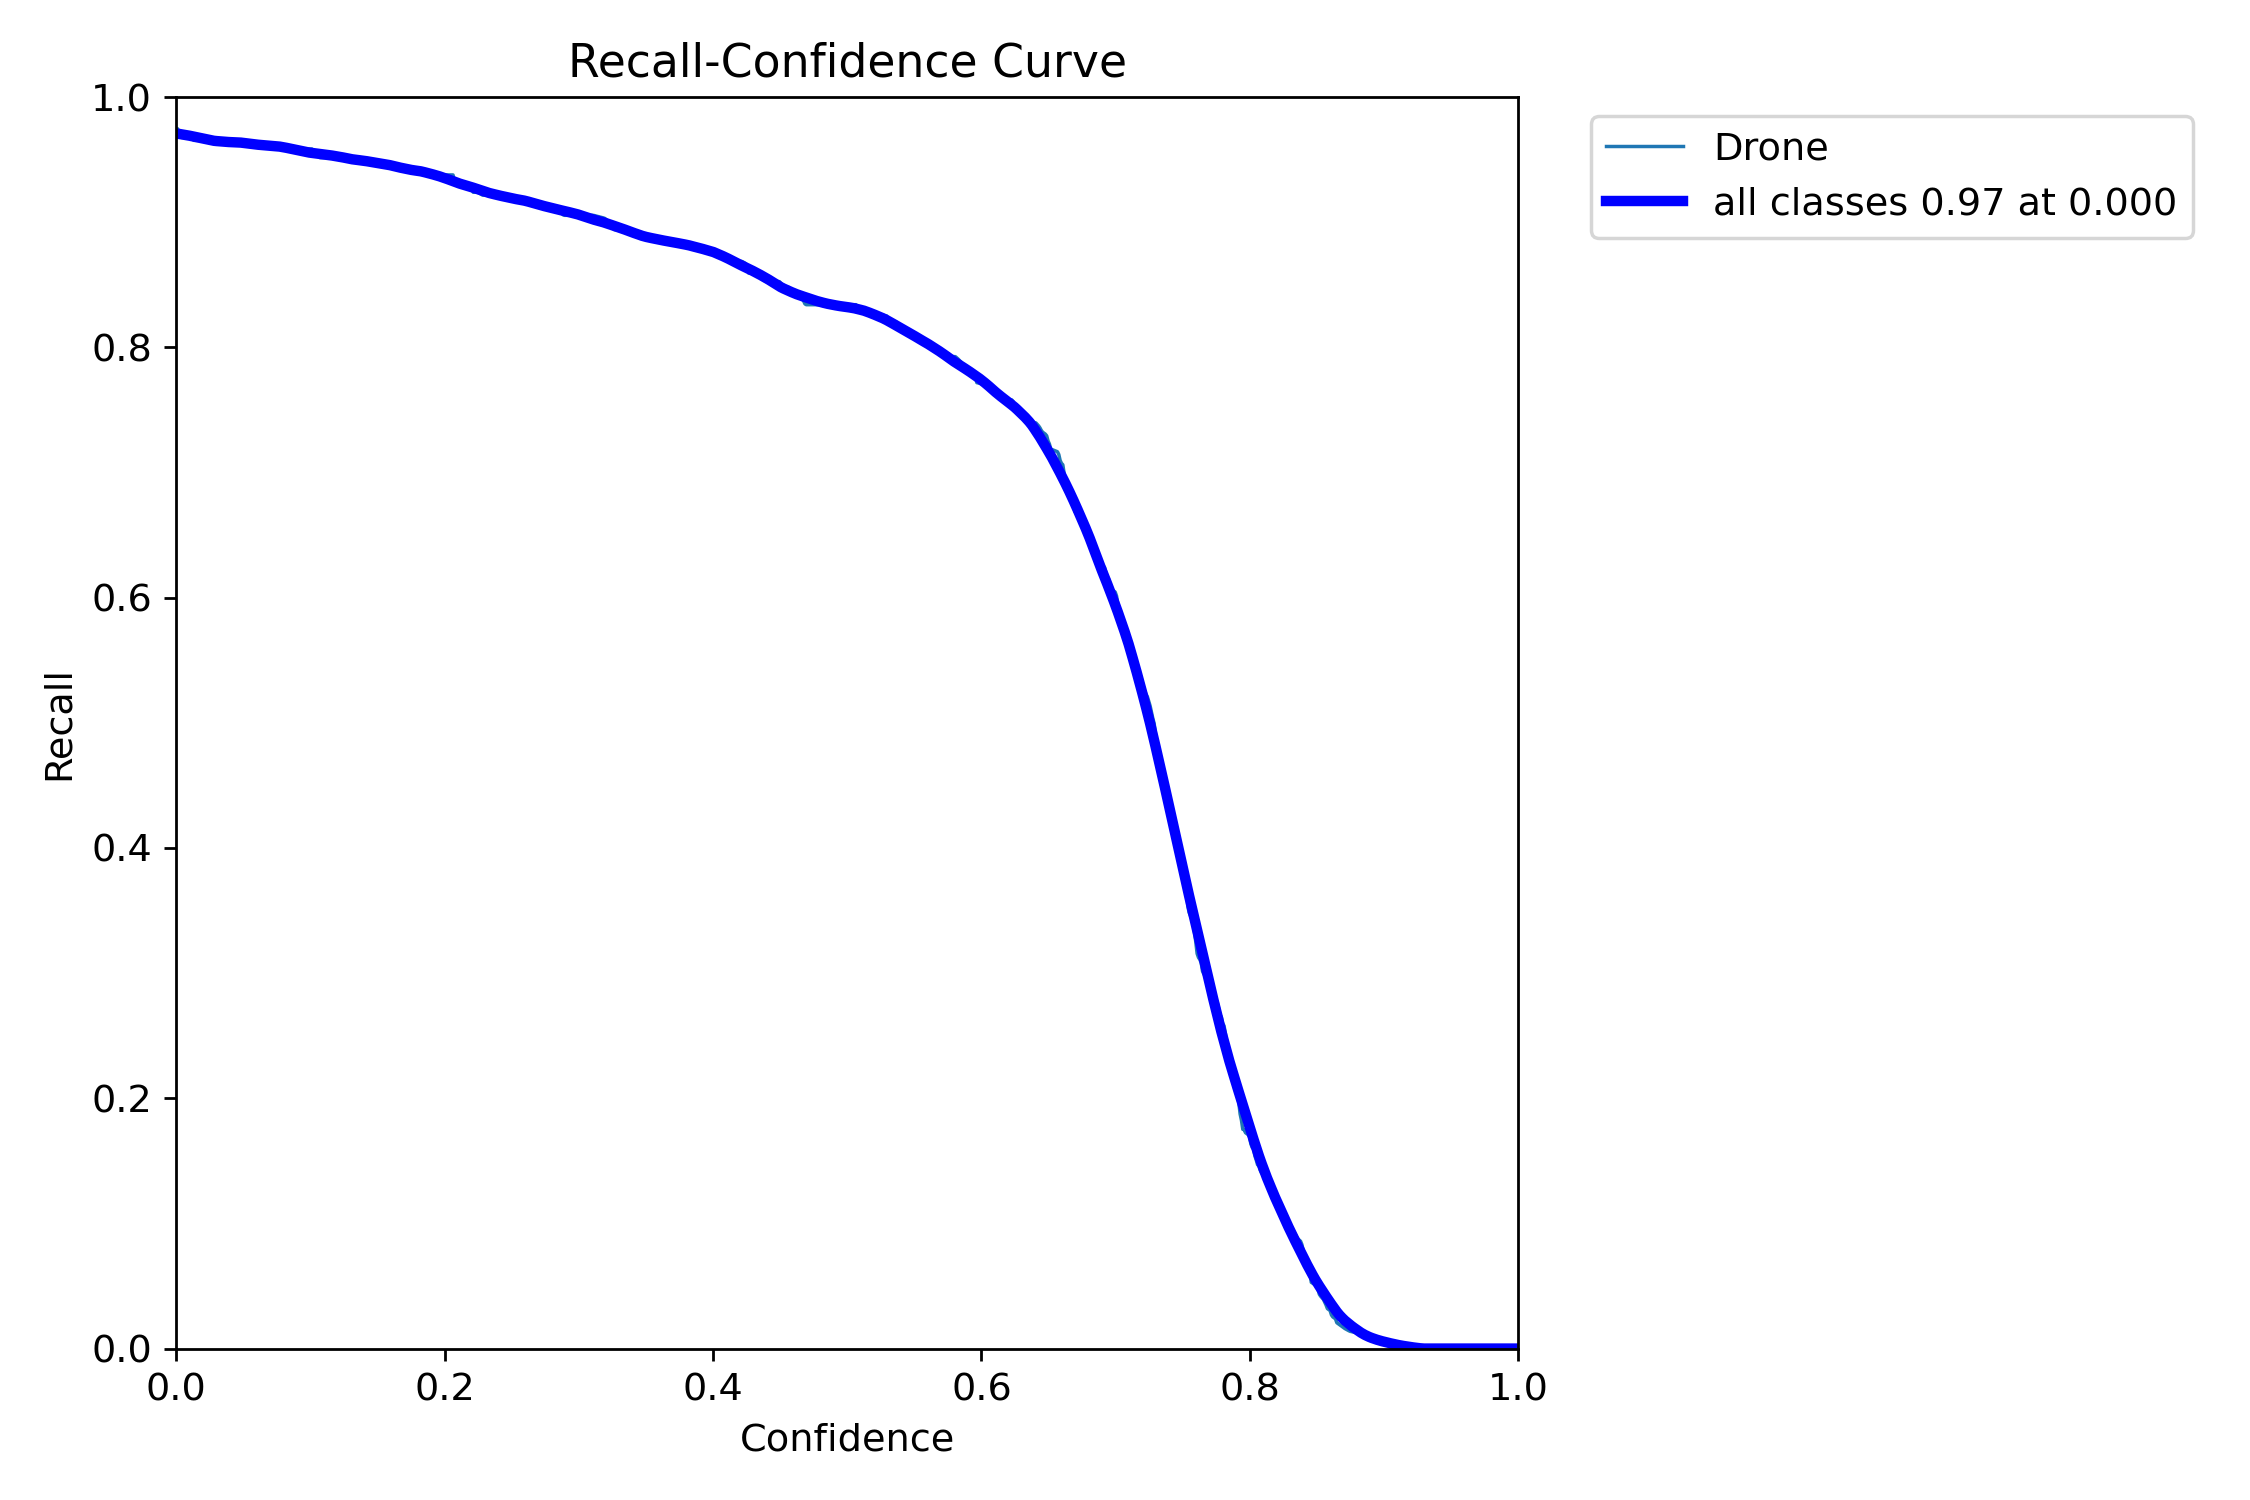 Recall-Confidence Curve
1.0
0.8
0.6
0.4
0.2
0.0
Recall
0.0 0.2 0.4 0.6 0.8 1.0
Confidence
Drone
all classes 0.97 at 0.000